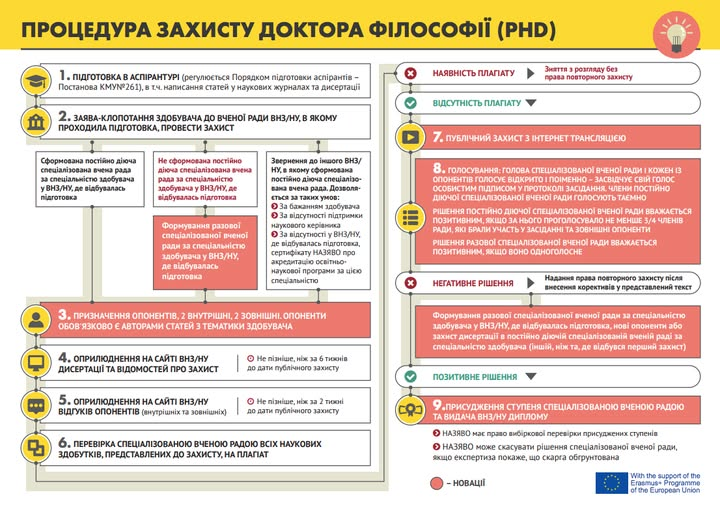 ПРОЦЕДУРА ЗАХИСТУ ДОКТОРА ФІЛОСОФІЇ (PHD)
1. ПІДГОТОВКА В АСПІРАНТУРІ (регулюється Порядком підготовки аспірантів –
Постанова КМУ№261), в т.ч. написання статей у наукових журналах та дисертації
2. ЗАЯВА-КЛОПОТАННЯ ЗДОБУВАЧА ДО ВЧЕНОЇ РАДИ ВНЗ/НУ, В ЯКОМУ
ПРОХОДИЛА ПІДГОТОВКА, ПРОВЕСТИ ЗАХИСТ
Сформована постійно діюча
спеціалізована вчена рада
за спеціальністю здобувача
у ВНЗ/НУ, де відбувалась
підготовка
Не сформована постійно
діюча спеціалізована вчена
рада за спеціальністю
здобувача у ВНЗ/НУ, де
відбувалась підготовка
Формування разової
спеціалізованої вченої
ради за спеціальністю
здобувача у ВНЗ/НУ,
де відбувалась
підготовка
Звернення до іншого ВНЗ/
НУ, в якому сформована
постійно діюча спеціалізо-
вана вчена рада. Дозволя-
ється за таких умов:
За бажанням здобувача
За відсутності підтримки
наукового керівника
За відсутності у ВНЗ/НУ,
де відбувалась підготовка,
сертифікату НАЗЯВО про
акредитацію освітньо-
наукової програми за цією
спеціальністю
3. ПРИЗНАЧЕННЯ ОПОНЕНТІВ, 2 ВНУТРІШНІ, 2 ЗОВНІШНІ. ОПОНЕНТИ
ОБОВ'ЯЗКОВО Є АВТОРАМИ СТАТЕЙ З ТЕМАТИКИ ЗДОБУВАЧА
4. ОПРИЛЮДНЕННЯ НА САЙТІ ВНЗ/НУ
ДИСЕРТАЦІЇ ТА ВІДОМОСТЕЙ ПРО ЗАХИСТ
Не пізніше, ніж за 6 тижнів
до дати публічного захисту
5. ОПРИЛЮДНЕННЯ НА САЙТІ ВНЗ/НУ
ВІДГУКІВ ОПОНЕНТІВ (внутрішніх та зовнішніх)
Не пізніше, ніж за 2 тижні
до дати публічного захисту
6. ПЕРЕВІРКА СПЕЦІАЛІЗОВАНОЮ ВЧЕНОЮ РАДОЮ ВСІХ НАУКОВИХ
ЗДОБУТКІВ, ПРЕДСТАВЛЕНИХ ДО ЗАХИСТУ, НА ПЛАГІАТ
НАЯВНІСТЬ ПЛАГІАТУ
Зняття з розгляду без
права повторного захисту
ВІДСУТНІСТЬ ПЛАГІАТУ
7. ПУБЛІЧНИЙ ЗАХИСТ З ІНТЕРНЕТ ТРАНСЛЯЦІЄЮ
8. ГОЛОСУВАННЯ: ГОЛОВА СПЕЦІАЛІЗОВАНОЇ ВЧЕНОЇ РАДИ І КОЖЕН ІЗ
ОПОНЕНТІВ ГОЛОСУЄ ВІДКРИТО І ПОІМЕННО – ЗАСВІДЧУЄ СВІЙ ГОЛОС
ОСОБИСТИМ ПІДПИСОМ У ПРОТОКОЛІ ЗАСІДАННЯ. ЧЛЕНИ ПОСТІЙНО
ДІЮЧОЇ СПЕЦІАЛІЗОВАНОЇ ВЧЕНОЇ РАДИ ГОЛОСУЮТЬ ТАЄМНО
РІШЕННЯ ПОСТІЙНО ДІЮЧОЇ СПЕЦІАЛІЗОВАНОЇ ВЧЕНОЇ РАДИ ВВАЖАЄТЬСЯ
ПОЗИТИВНИМ, ЯКЩО ЗА НЬОГО ПРОГОЛОСУВАЛО НЕ МЕНШЕ 3/4 ЧЛЕНІВ
РАДИ, ЯКІ БРАЛИ УЧАСТЬ У ЗАСІДАННІ ТА ЗОВНІШНІ ОПОНЕНТИ
РІШЕННЯ РАЗОВОЇ СПЕЦІАЛІЗОВАНОЇ ВЧЕНОЇ РАДИ ВВАЖАЄТЬСЯ
ПОЗИТИВНИМ, ЯКЩО ВОНО ОДНОГОЛОСНЕ
НЕГАТИВНЕ РІШЕННЯ
Надання права повторного захисту після
внесення корективів у представлений текст
Формування разової спеціалізованої вченої ради за спеціальністю
здобувача у ВНЗ/НУ, де відбувалась підготовка, нові опоненти або
захист дисертації в постійно діючій спеціалізованій вченій раді за
спеціальністю здобувача (іншій, ніж та, де відбувся перший захист)
ПОЗИТИВНЕ РІШЕННЯ
9. ПРИСУДЖЕННЯ СТУПЕНЯ СПЕЦІАЛІЗОВАНОЮ ВЧЕНОЮ РАДОЮ
ТА ВИДАЧА ВНЗ/НУ ДИПЛОМУ
НАЗЯВО має право вибіркової перевірки присуджених ступенів
НАЗЯВО може скасувати рішення спеціалізованої вченої ради,
якщо експертиза покаже, що скарга обґрунтована
– НОВАЦІЇ
With the support of the
Erasmus+ Programme
of the European Union